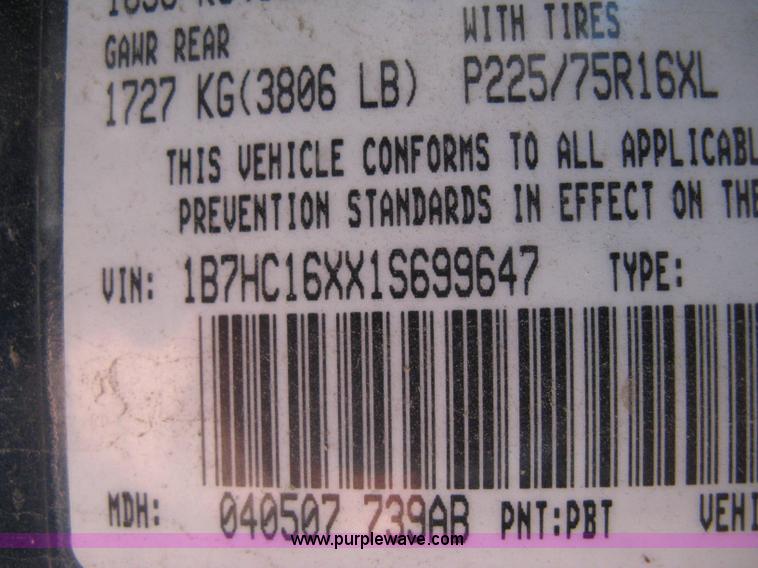 GAWR REAR
WITH TIRES
1727 KG(3806 LB) P225/75R16XL
THIS VEHICLE CONFORMS TO ALL APPLICABL
PREVENTION STANDARDS IN EFFECT ON THE
VIN: 1B7HC16XX1S699647 TYPE:
MDH: 040507 739AB PNT:PBT VEHI
www.purplewave.com